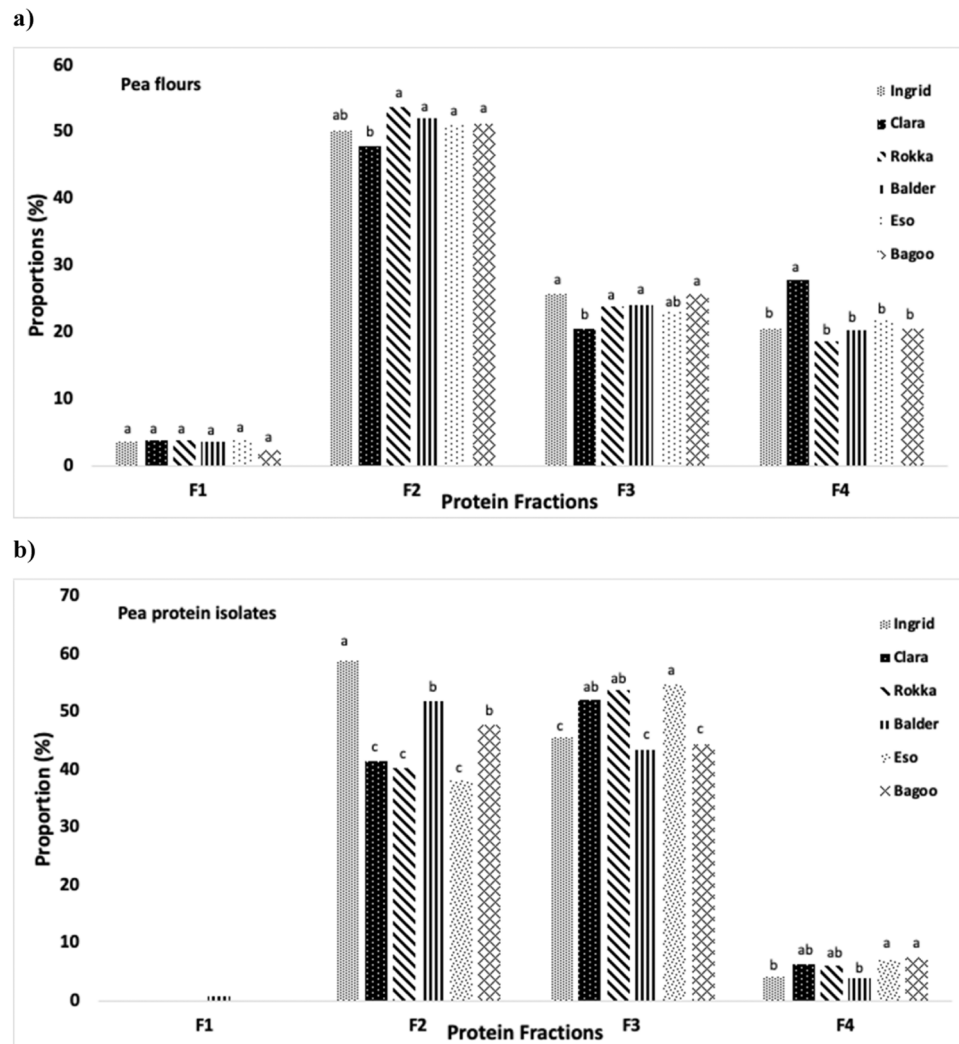 a)
60
Pea flours
50
40
30
20
10
0
Proportions (%)
ab
b
a
a
a
a
a
b
a
a
ab
a
b
a
b
b
b
b
a
a
a
a
a
a
Ingrid
Clara
Rokka
Balder
Eso
Bagoo
F1
F2
F3
F4
Protein Fractions
b)
70
Pea protein isolates
60
50
40
30
20
10
0
Proportion (%)
a
c
c
b
c
b
c
ab
ab
c
a
c
b
ab
ab
b
a
a
Ingrid
Clara
Rokka
Balder
Eso
Bagoo
F1
F2
F3
F4
Protein Fractions